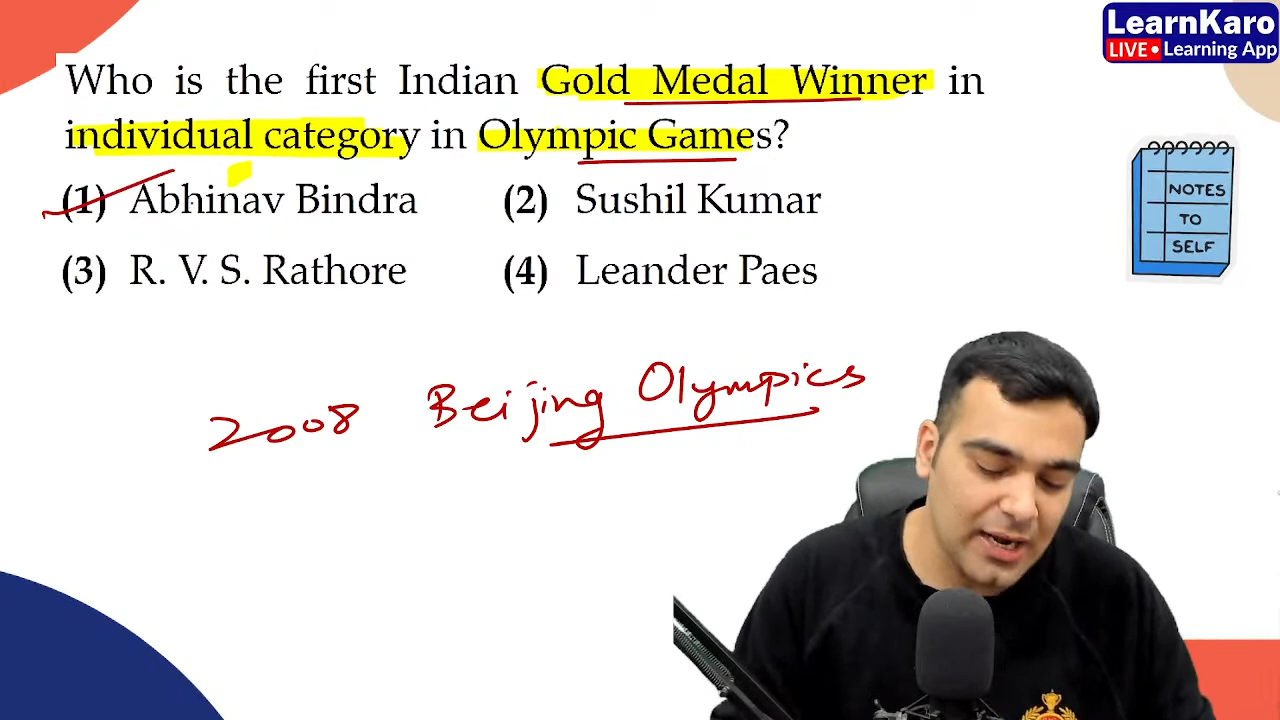 LearnKaro
LIVE • Learning App
Who is the first Indian Gold Medal Winner in
individual category in Olympic Games?
(1) Abhinav Bindra (2) Sushil Kumar
(3) R. V. S. Rathore (4) Leander Paes
NOTES
TO
SELF
2008 Beijing Olympics